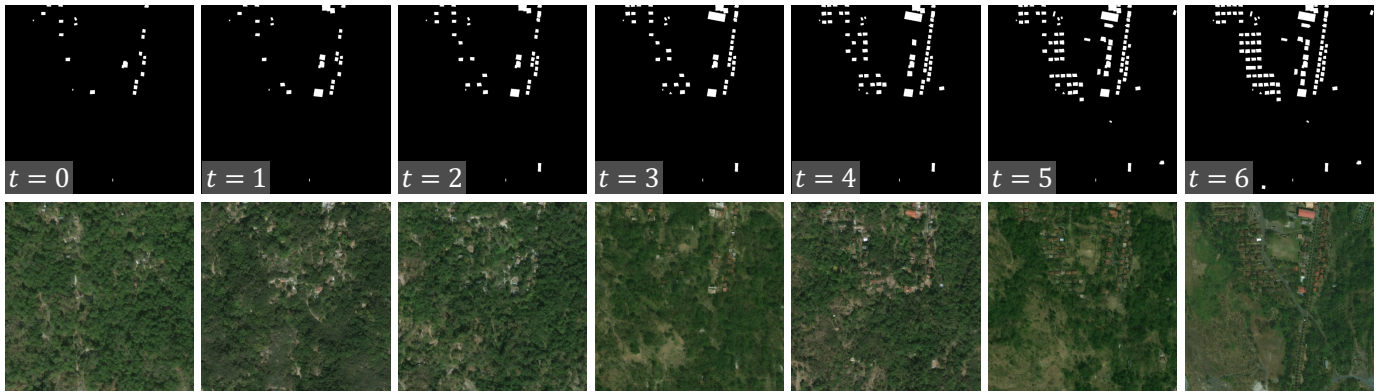 t = 0
t = 1
t = 2
t = 3
t = 4
t = 5
t = 6